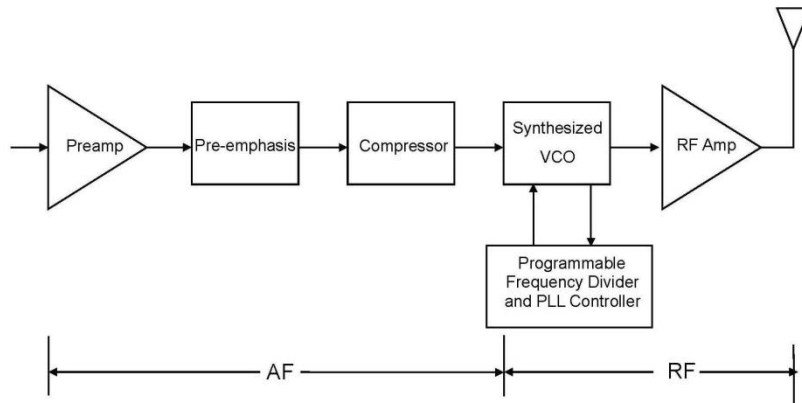 Preamp
Pre-emphasis
Compressor
Synthesized
VCO
RF Amp
Programmable
Frequency Divider
and PLL Controller
AF
RF